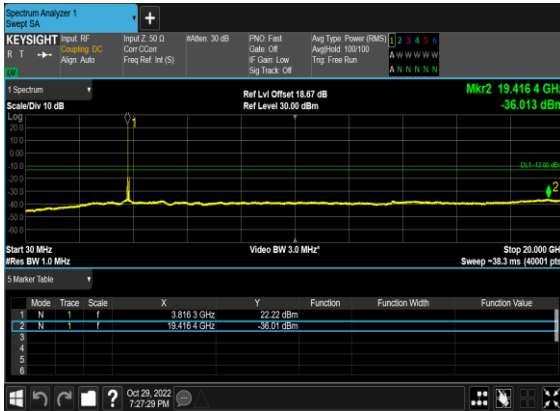 Spectrum Analyzer 1
Swept SA
+
KEYSIGHT Input: RF Input Z: 50 Ω #Atten: 30 dB PNO: Fast Avg Type: Power (RMS) 1 2 3 4 5 6
R T Coupling: DC Corr CCorr Gate: Off Avg|Hold: 100/100 A W W W W W
Align: Auto Freq Ref: Int (S) IF Gain: Low Trig: Free Run
Sig Track: Off A N N N N N
1 Spectrum Ref Lvl Offset 18.67 dB Mkr2 19.416 4 GHz
Scale/Div 10 dB Ref Level 30.00 dBm -36.013 dBm
Log
20.0 1
10.0
0.00
-10.0 DL1 -13.00 dBm
-20.0
-30.0 2
-40.0
-50.0
-60.0
Start 30 MHz Video BW 3.0 MHz* Stop 20.000 GH
#Res BW 1.0 MHz Sweep ~38.3 ms (40001 pts
5 Marker Table
Mode Trace Scale X Y Function Function Width Function Value
1 N 1 f 3.816 3 GHz 22.22 dBm
2 N 1 f 19.416 4 GHz -36.01 dBm
3
4
5
6
? Oct 29, 2022
7:27:29 PM